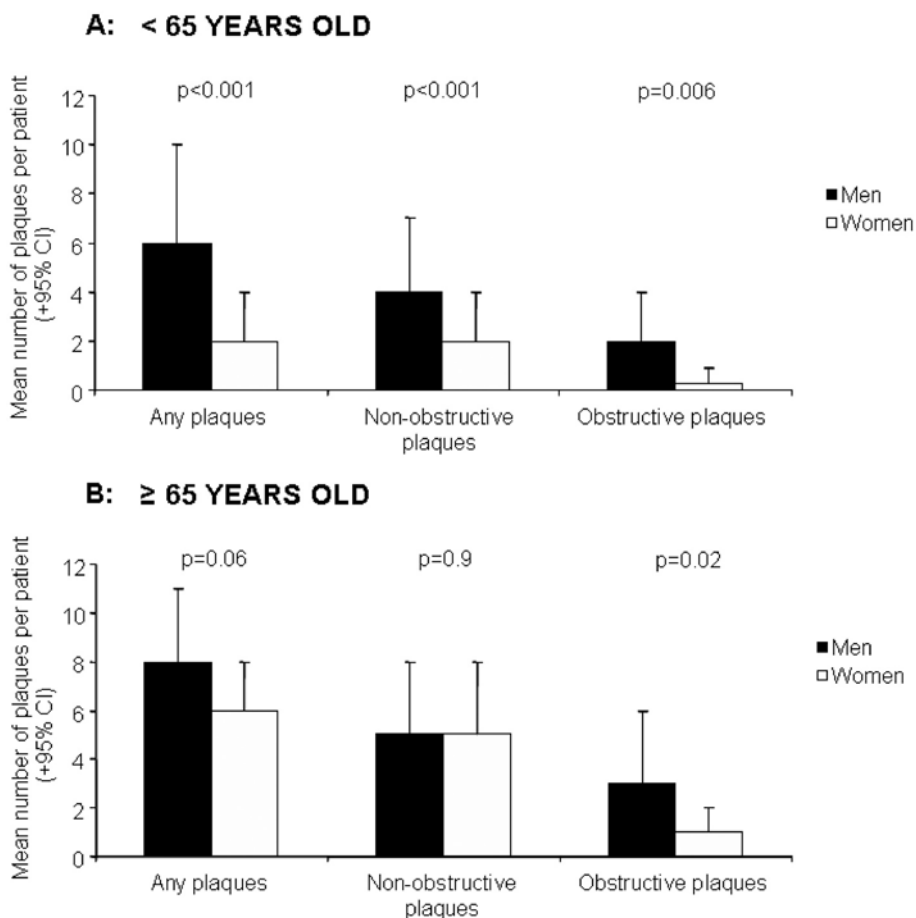 A: < 65 YEARS OLD
p<0.001 p<0.001 p=0.006
Mean number of plaques per patient
(+95% CI)
12
10
8
6
4
2
0
Men
Women
Any plaques Non-obstructive plaques Obstructive plaques
B: ≥ 65 YEARS OLD
p=0.06 p=0.9 p=0.02
Mean number of plaques per patient
(+95% CI)
12
10
8
6
4
2
0
Men
Women
Any plaques Non-obstructive plaques Obstructive plaques